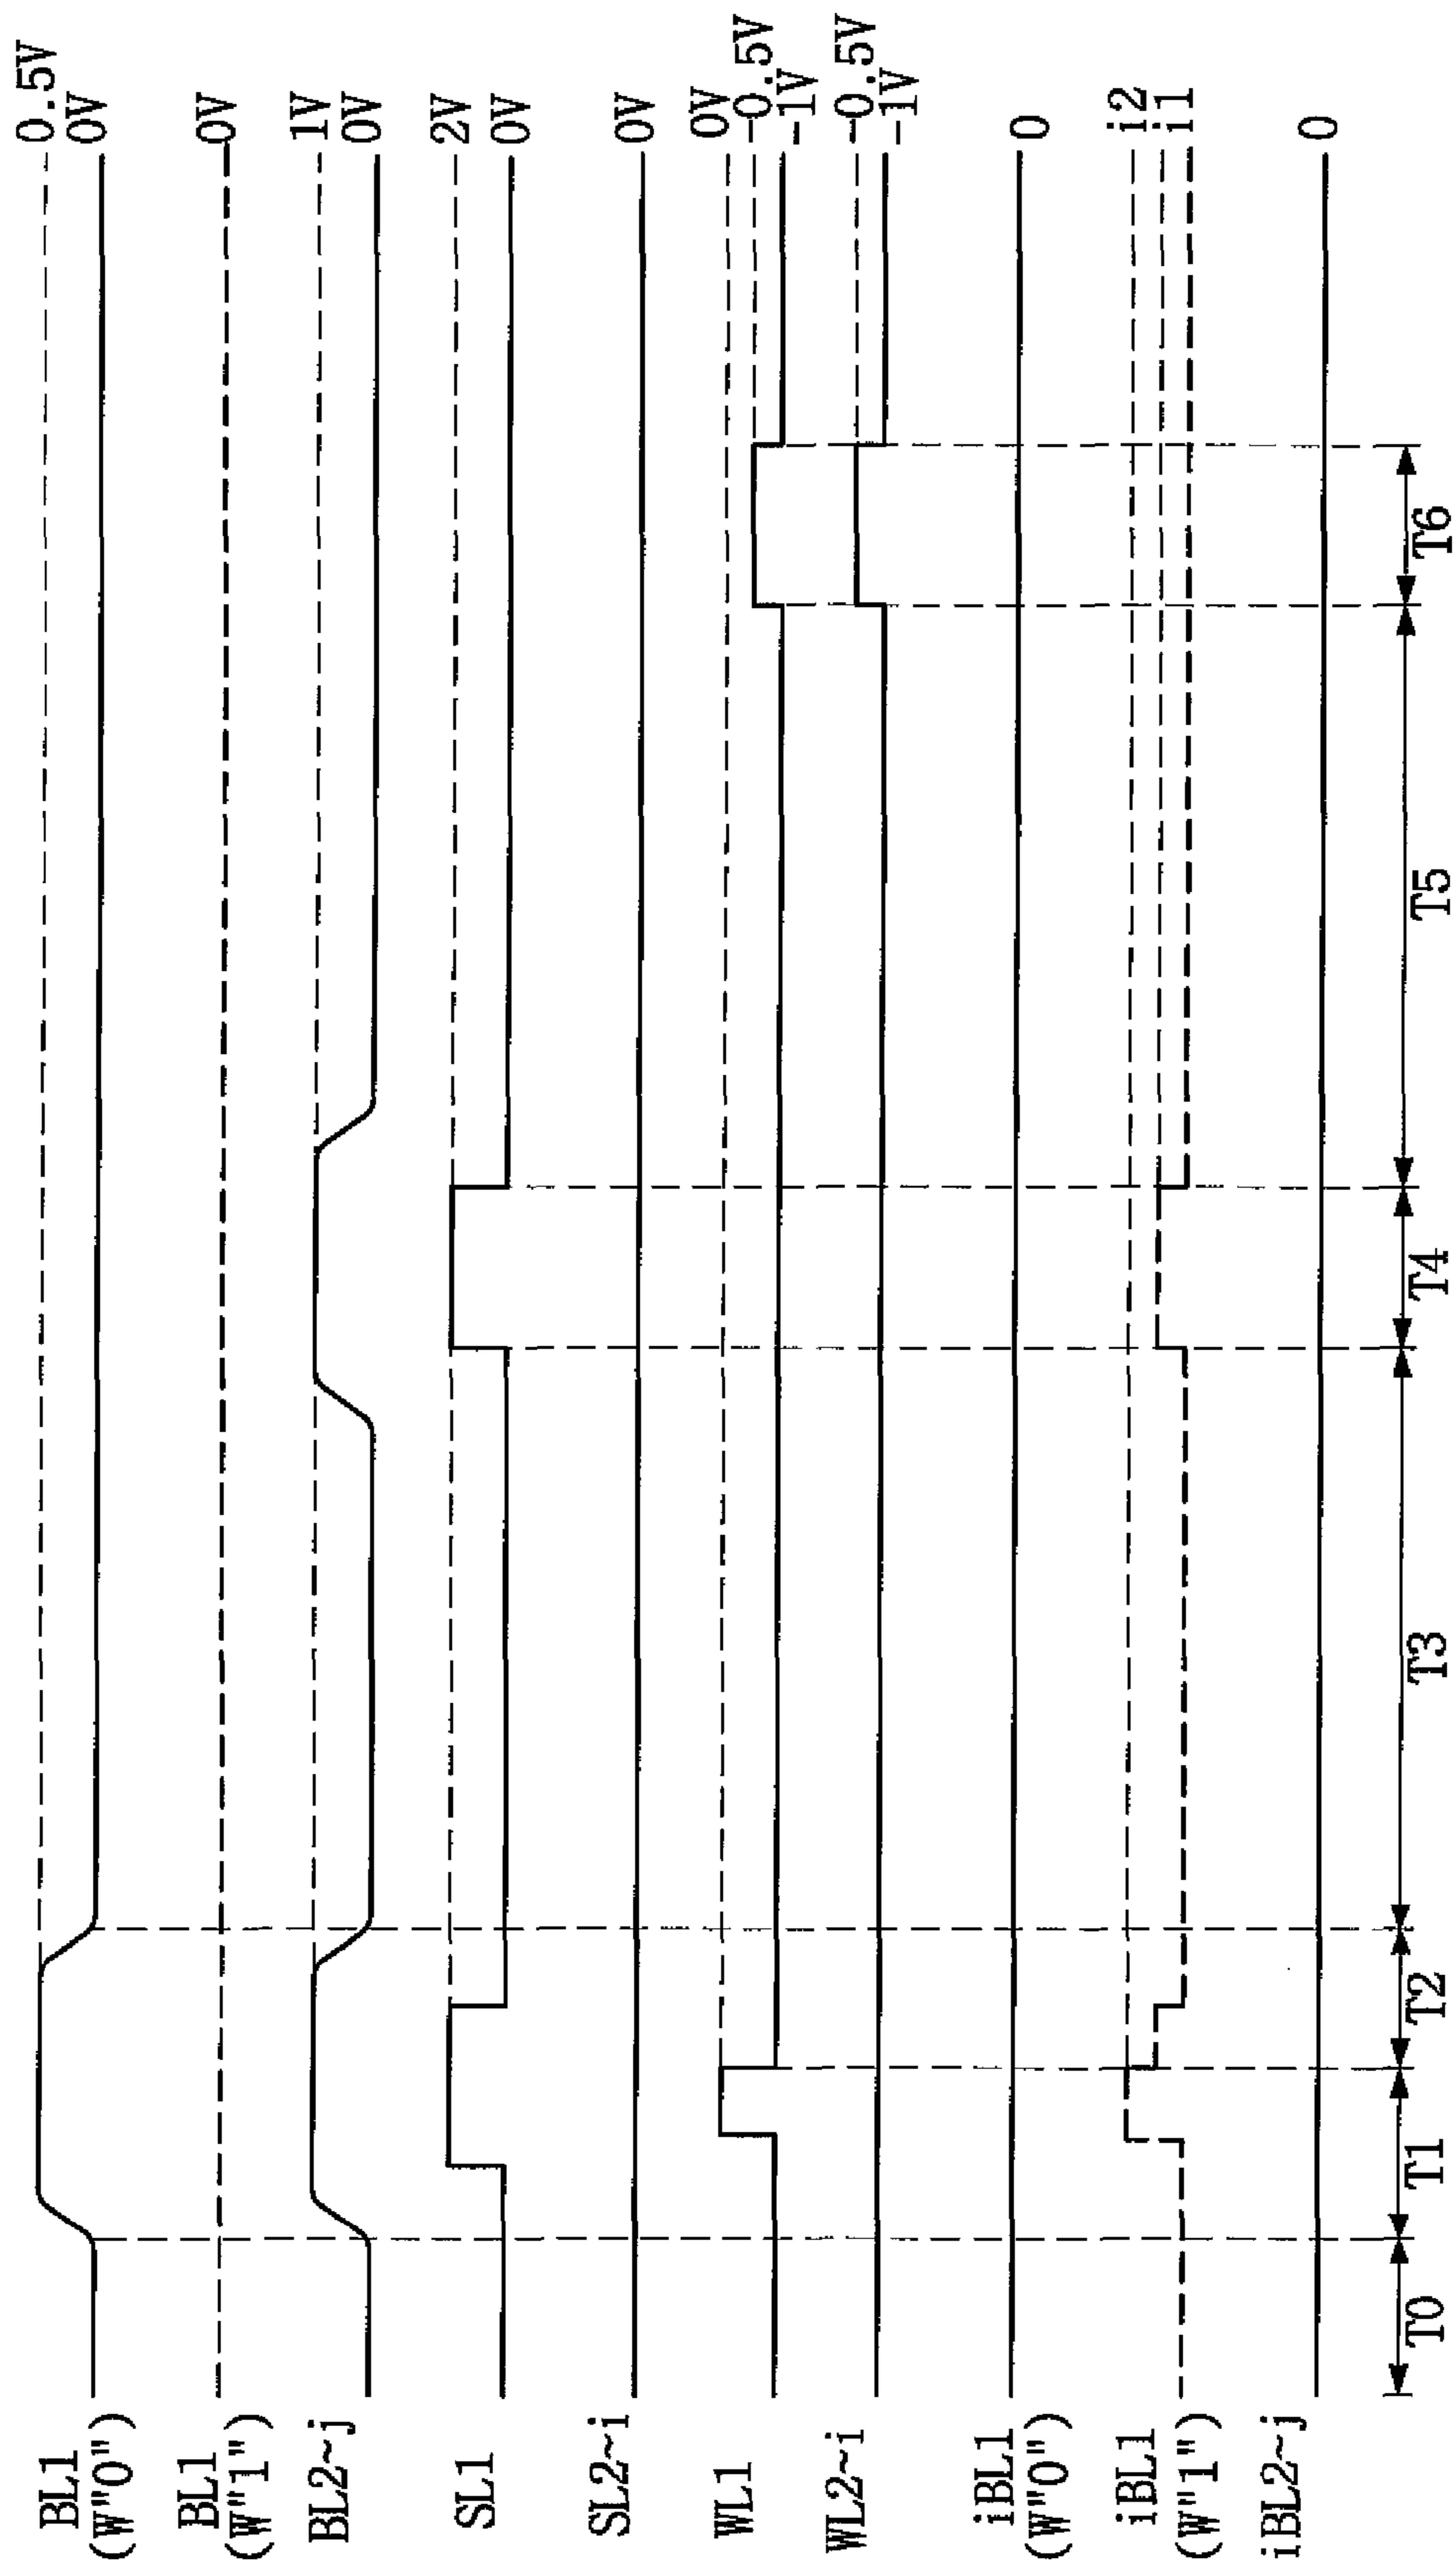 BL1
(W"0")
0.5V
0V
BL1
(W"1")
0V
BL2~j
1V
0V
SL1
2V
0V
SL2~i
0V
WL1
0V
-0.5V
-1V
WL2~i
-0.5V
-1V
iBL1
(W"0")
0
iBL1
(W"1")
i2
i1
iBL2~j
0
T0
T1
T2
T3
T4
T5
T6